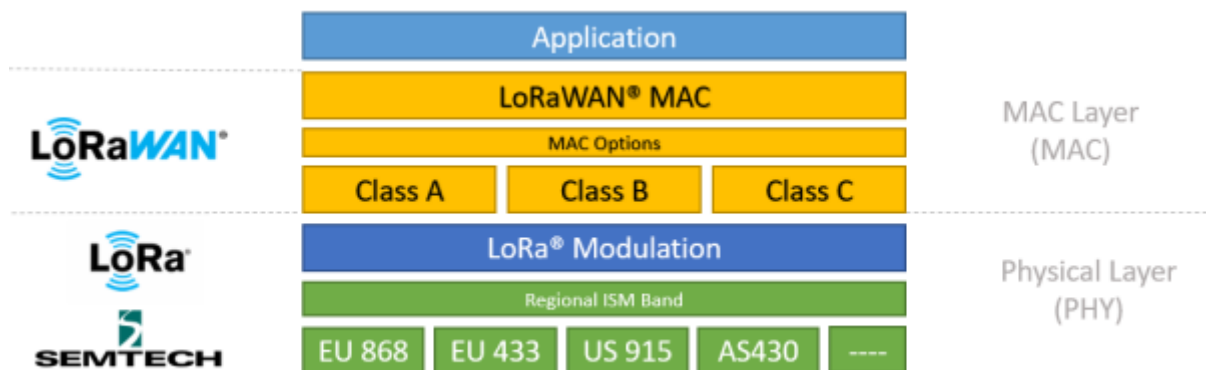 Application
LoRaWAN® MAC
LoRaWAN®
MAC Options
MAC Layer
(MAC)
Class A Class B Class C
LoRa® Modulation
LoRa®
Regional ISM Band
Physical Layer
(PHY)
SEMTECH
EU 868 EU 433 US 915 AS430 ----